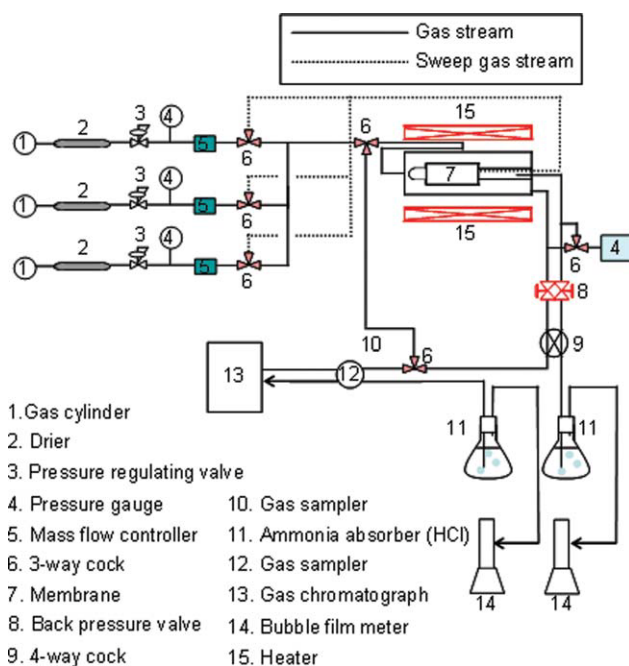 Gas stream
Sweep gas stream
15
3
4
2
6
1
5
6
7
3
4
2
1
5
6
15
3
4
2
6
4
1
5
6
8
10
9
6
13
12
11
11
14
14
1.Gas cylinder
2. Drier
3. Pressure regulating valve
4. Pressure gauge
5. Mass flow controller
6. 3-way cock
7. Membrane
8. Back pressure valve
9. 4-way cock
10. Gas sampler
11. Ammonia absorber (HCl)
12. Gas sampler
13. Gas chromatograph
14. Bubble film meter
15. Heater